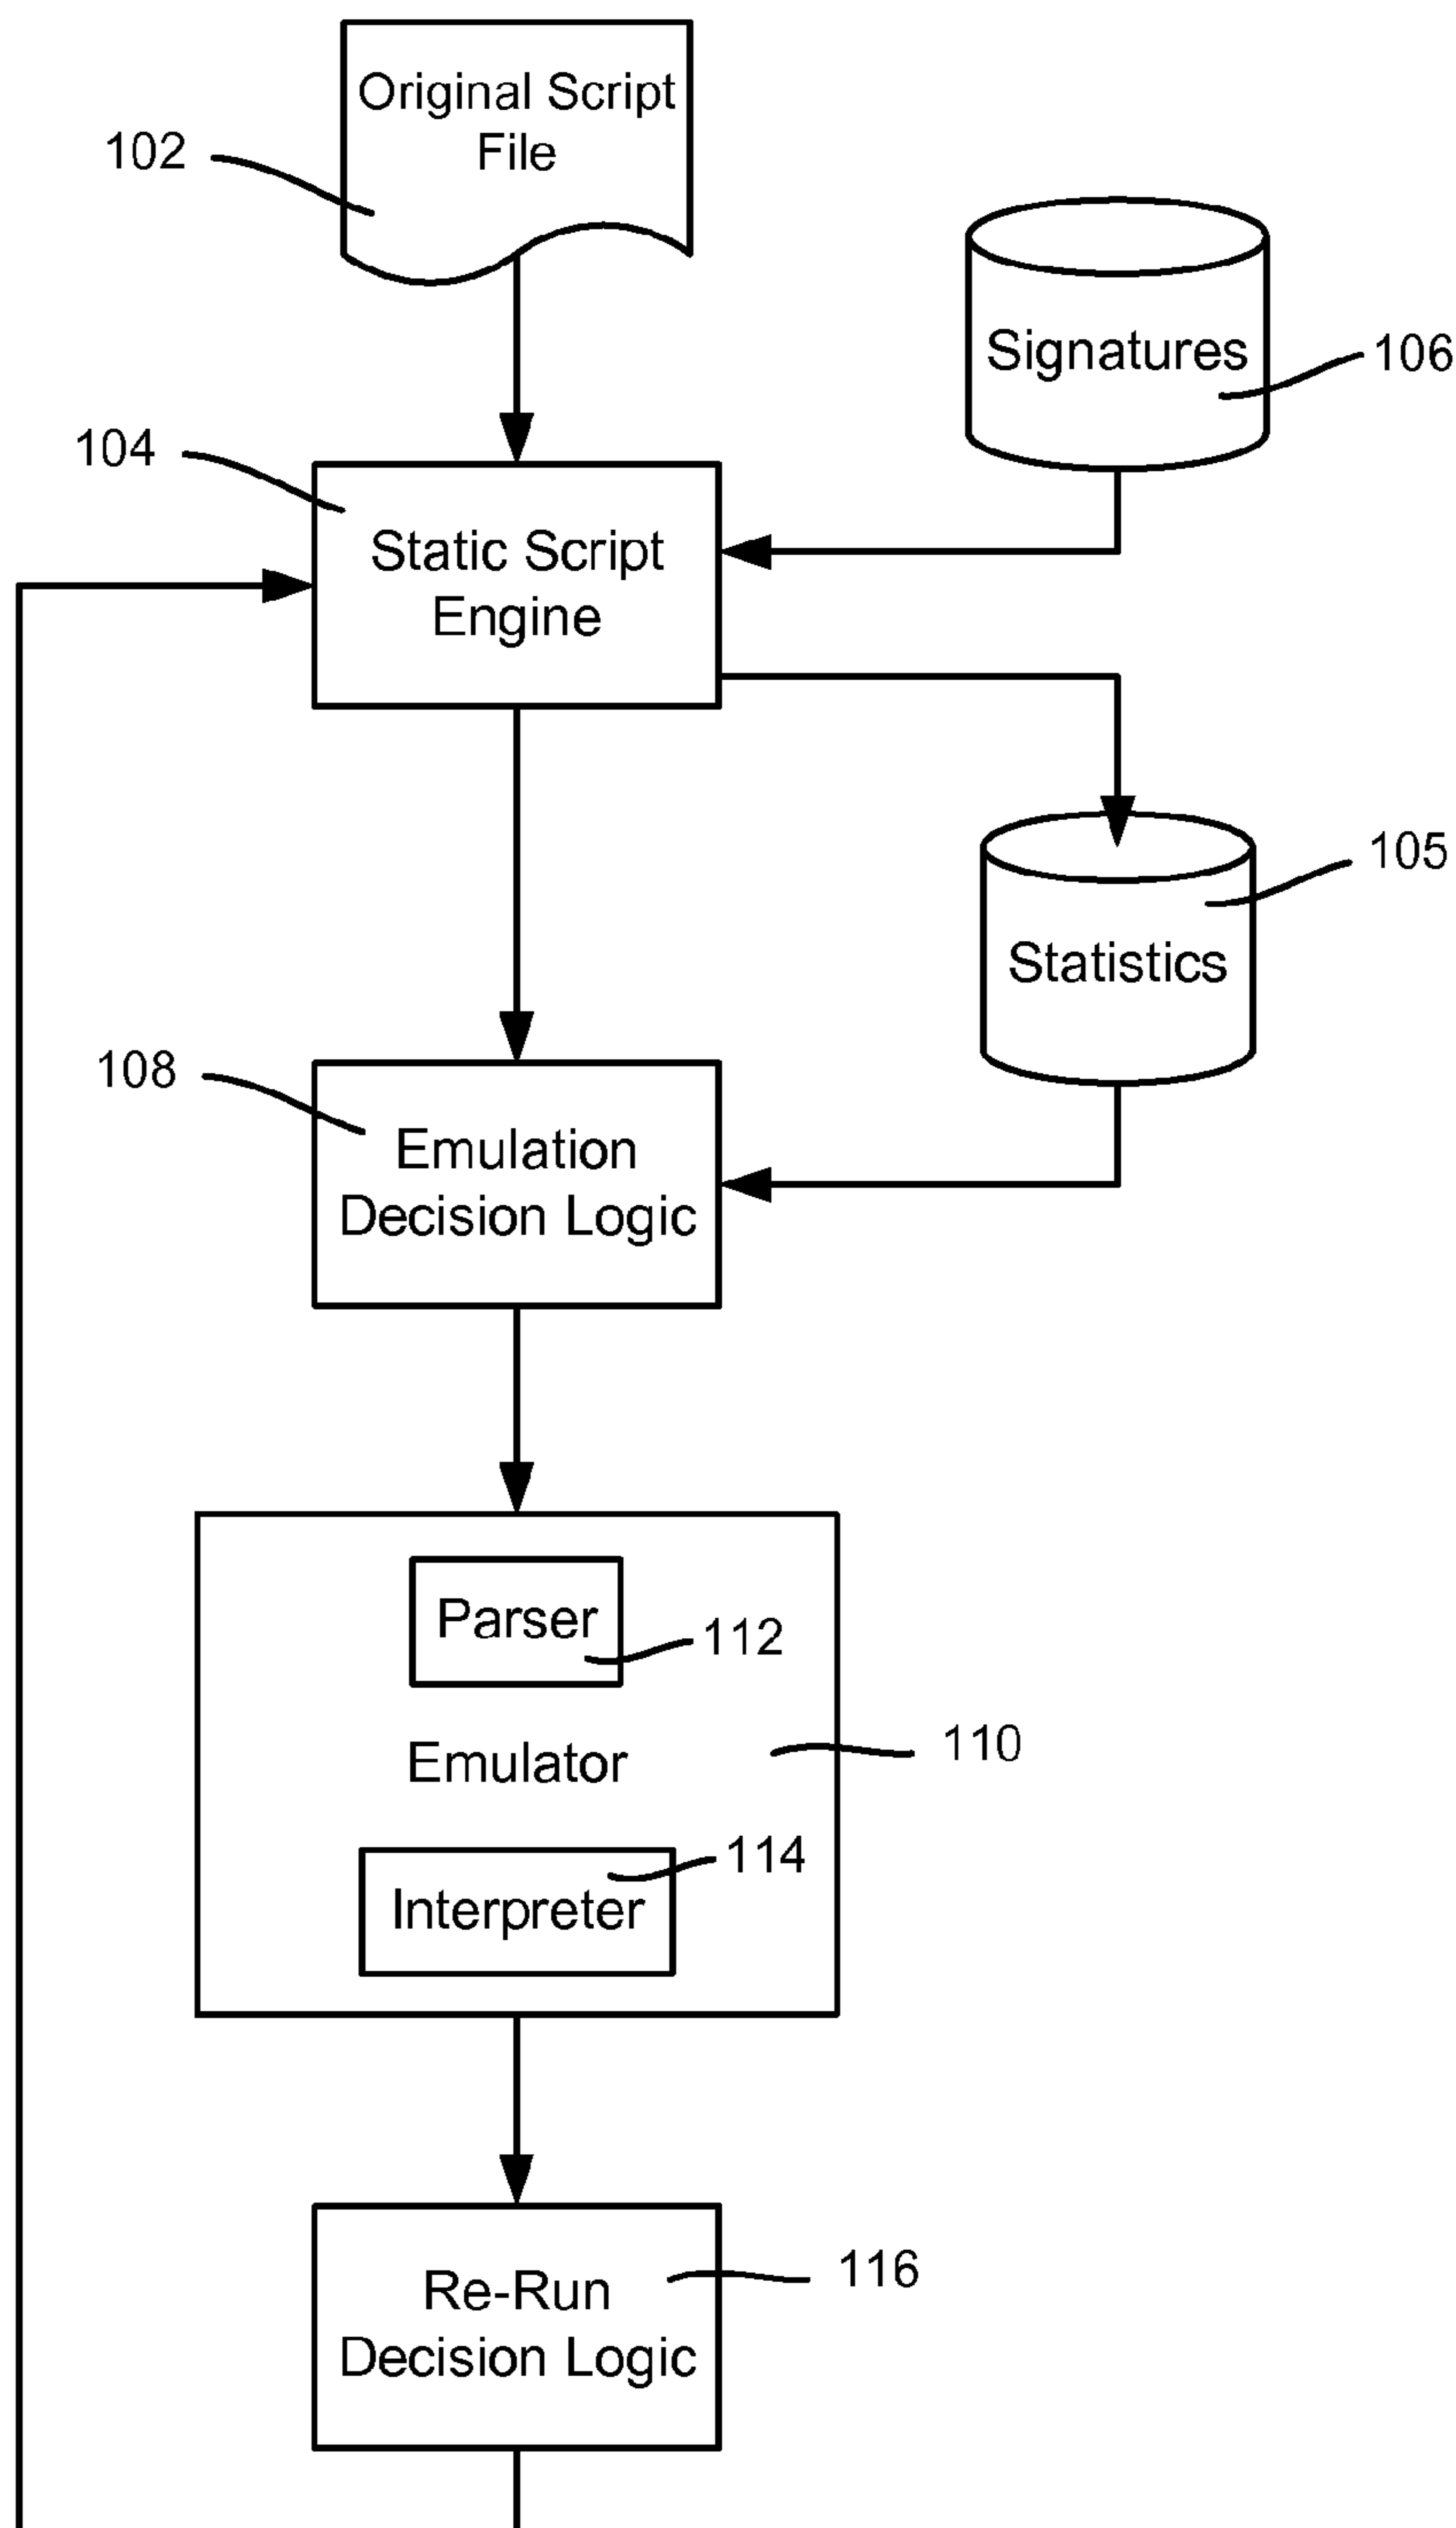 Original Script
File
102
Signatures
106
104
Static Script
Engine
105
Statistics
108
Emulation
Decision Logic
Parser
112
Emulator
110
114
Interpreter
116
Re-Run
Decision Logic